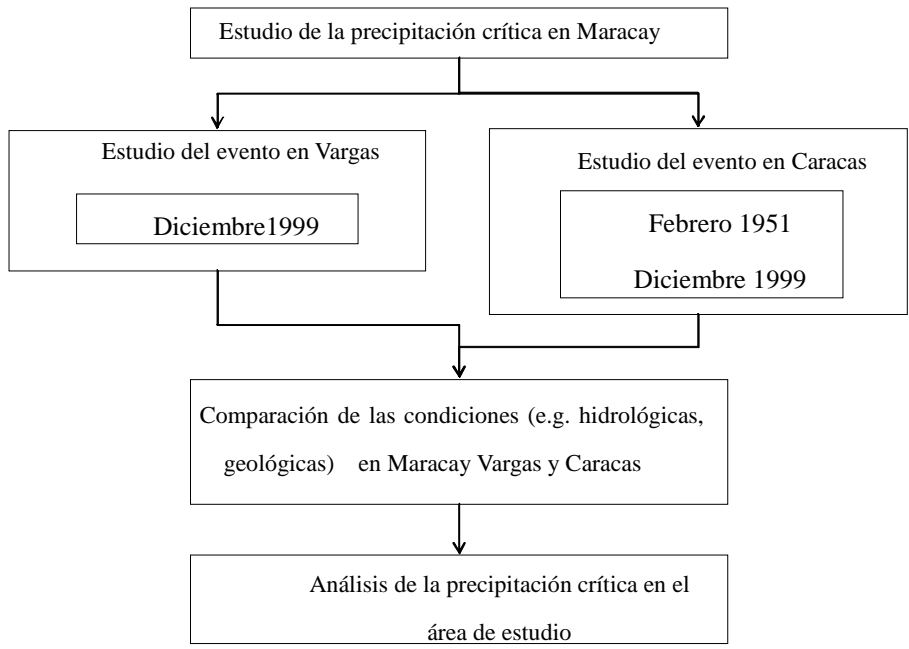 Estudio de la precipitación crítica en Maracay
Estudio del evento en Vargas
Diciembre1999
Estudio del evento en Caracas
Febrero 1951
Diciembre 1999
Comparación de las condiciones (e.g. hidrológicas,
geológicas) en Maracay Vargas y Caracas
Análisis de la precipitación crítica en el
área de estudio